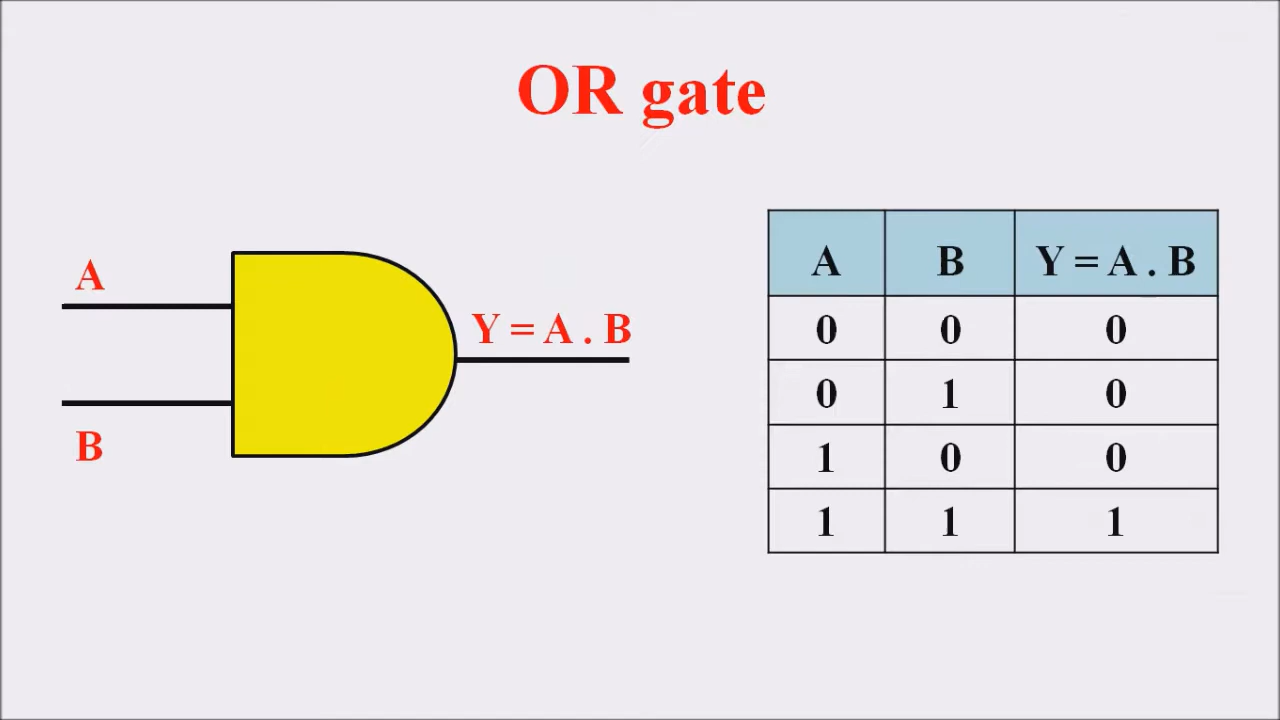 OR gate
A
B
Y = A . B
A B Y = A . B
0 0 0
0 1 0
1 0 0
1 1 1